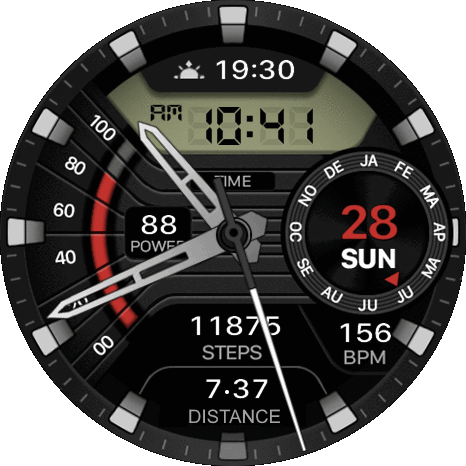 19:30
AM 10:41
TIME
100
80
60
40
00
88
POWER
JA FE MA AP MA JU JU AU SE OC NO DE
28
SUN
11875
STEPS
156
BPM
7·37
DISTANCE